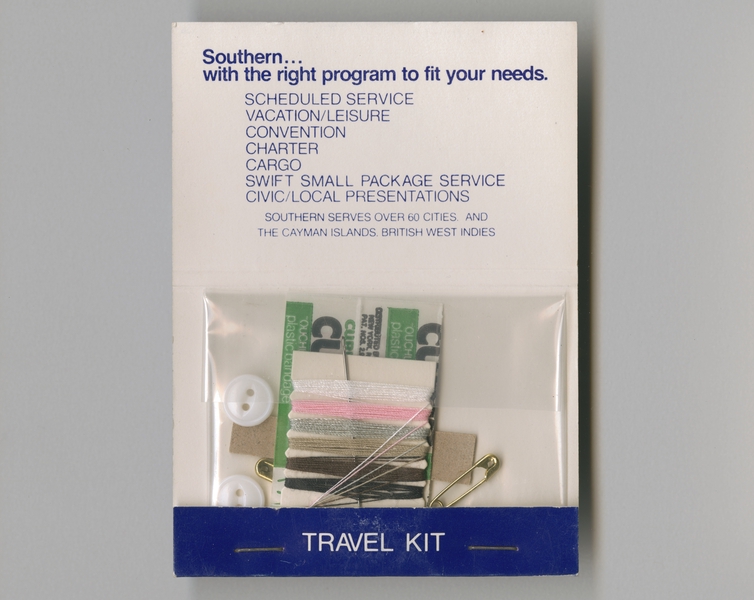 Southern...
with the right program to fit your needs.
SCHEDULED SERVICE
VACATION/LEISURE
CONVENTION
CHARTER
CARGO
SWIFT SMALL PACKAGE SERVICE
CIVIC/LOCAL PRESENTATIONS
SOUTHERN SERVES OVER 60 CITIES. AND
THE CAYMAN ISLANDS, BRITISH WEST INDIES
TRAVEL KIT